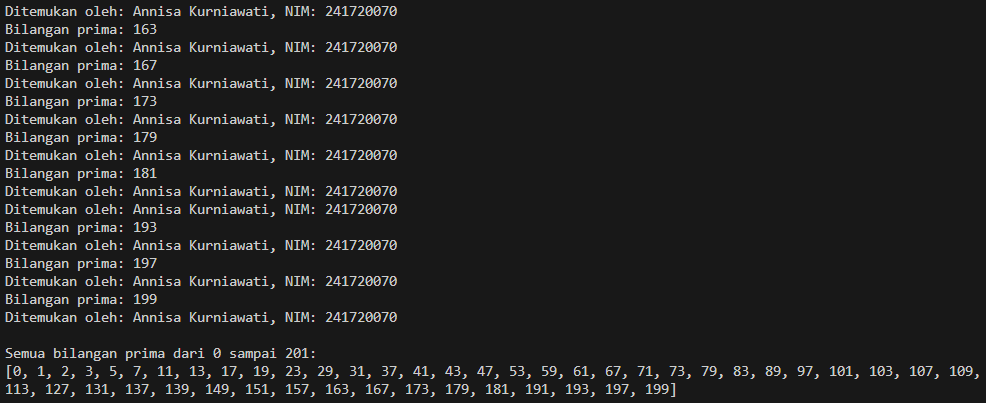 Ditemukan oleh: Annisa Kurniawati, NIM: 241720070
Bilangan prima: 163
Ditemukan oleh: Annisa Kurniawati, NIM: 241720070
Bilangan prima: 167
Ditemukan oleh: Annisa Kurniawati, NIM: 241720070
Bilangan prima: 173
Ditemukan oleh: Annisa Kurniawati, NIM: 241720070
Bilangan prima: 179
Ditemukan oleh: Annisa Kurniawati, NIM: 241720070
Bilangan prima: 181
Ditemukan oleh: Annisa Kurniawati, NIM: 241720070
Ditemukan oleh: Annisa Kurniawati, NIM: 241720070
Bilangan prima: 193
Ditemukan oleh: Annisa Kurniawati, NIM: 241720070
Bilangan prima: 197
Ditemukan oleh: Annisa Kurniawati, NIM: 241720070
Bilangan prima: 199
Ditemukan oleh: Annisa Kurniawati, NIM: 241720070
Semua bilangan prima dari 0 sampai 201:
[0, 1, 2, 3, 5, 7, 11, 13, 17, 19, 23, 29, 31, 37, 41, 43, 47, 53, 59, 61, 67, 71, 73, 79, 83, 89, 97, 101, 103, 107, 109,
113, 127, 131, 137, 139, 149, 151, 157, 163, 167, 173, 179, 181, 191, 193, 197, 199]